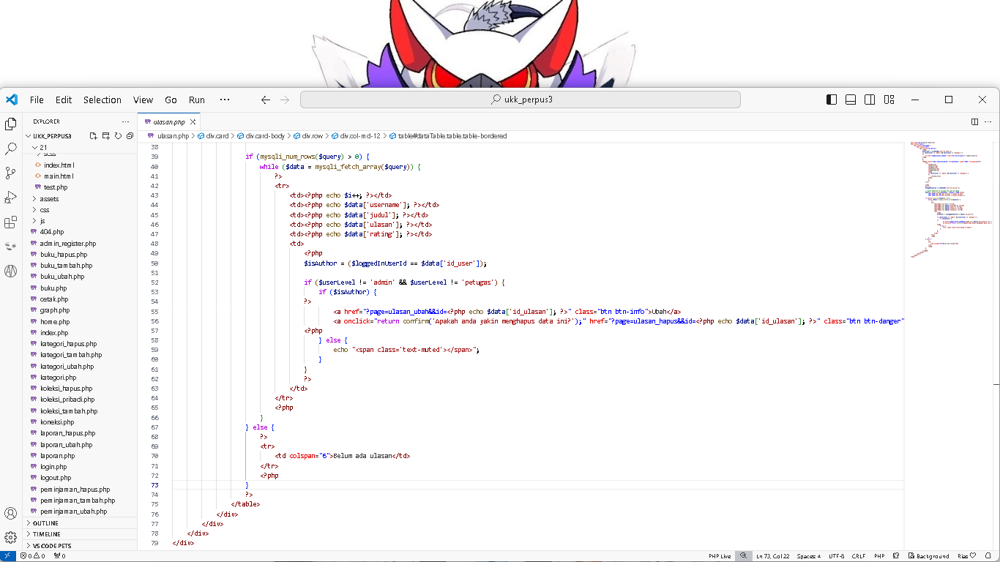 File Edit Selection View Go Run ··· ukk_perpus3
EXPLORER ···
ulasan.php
UKK_PERPUS3
ulasan.php > div.card > div.card-body > div.row > div.col-md-12 > table#dataTable.table.table-bordered
21
scss
index.html
main.html
test.php
assets
css
js
404.php
admin_register.php
buku_hapus.php
buku_tambah.php
buku_ubah.php
buku.php
cetak.php
graph.php
home.php
index.php
kategori_hapus.php
kategori_tambah.php
kategori_ubah.php
kategori.php
koleksi_hapus.php
koleksi_pribadi.php
koleksi_tambah.php
koneksi.php
laporan_hapus.php
laporan_ubah.php
laporan.php
login.php
logout.php
peminjaman_hapus.php
peminjaman_tambah.php
peminjaman_ubah.php
OUTLINE
TIMELINE
VS CODE PETS
38
39 if (mysqli_num_rows($query) > 0) {
40 while ($data = mysqli_fetch_array($query)) {
41 ?>
42 <tr>
43 <td><?php echo $i++; ?></td>
44 <td><?php echo $data['username']; ?></td>
45 <td><?php echo $data['judul']; ?></td>
46 <td><?php echo $data['ulasan']; ?></td>
47 <td><?php echo $data['rating']; ?></td>
48 <td>
49 <?php
50 $isAuthor = ($loggedInUserId == $data['id_user']);
51
52 if ($userLevel != 'admin' && $userLevel != 'petugas') {
53 if ($isAuthor) {
54 ?>
55 <a href="?page=ulasan_ubah&&id=<?php echo $data['id_ulasan']; ?>" class="btn btn-info">Ubah</a>
56 <a onclick="return confirm('Apakah anda yakin menghapus data ini?');" href="?page=ulasan_hapus&&id=<?php echo $data['id_ulasan']; ?>" class="btn btn-danger"
57 <?php
58 } else {
59 echo "<span class='text-muted'></span>";
60 }
61 }
62 ?>
63 </td>
64 </tr>
65 <?php
66 }
67 } else {
68 ?>
69 <tr>
70 <td colspan="6">Belum ada ulasan</td>
71 </tr>
72 <?php
73 }
74 ?>
75 </table>
76 </div>
77 </div>
78 </div>
79 </div>
0 0 0 PHP Live Ln 73, Col 22 Spaces: 4 UTF-8 CRLF PHP Background Rias